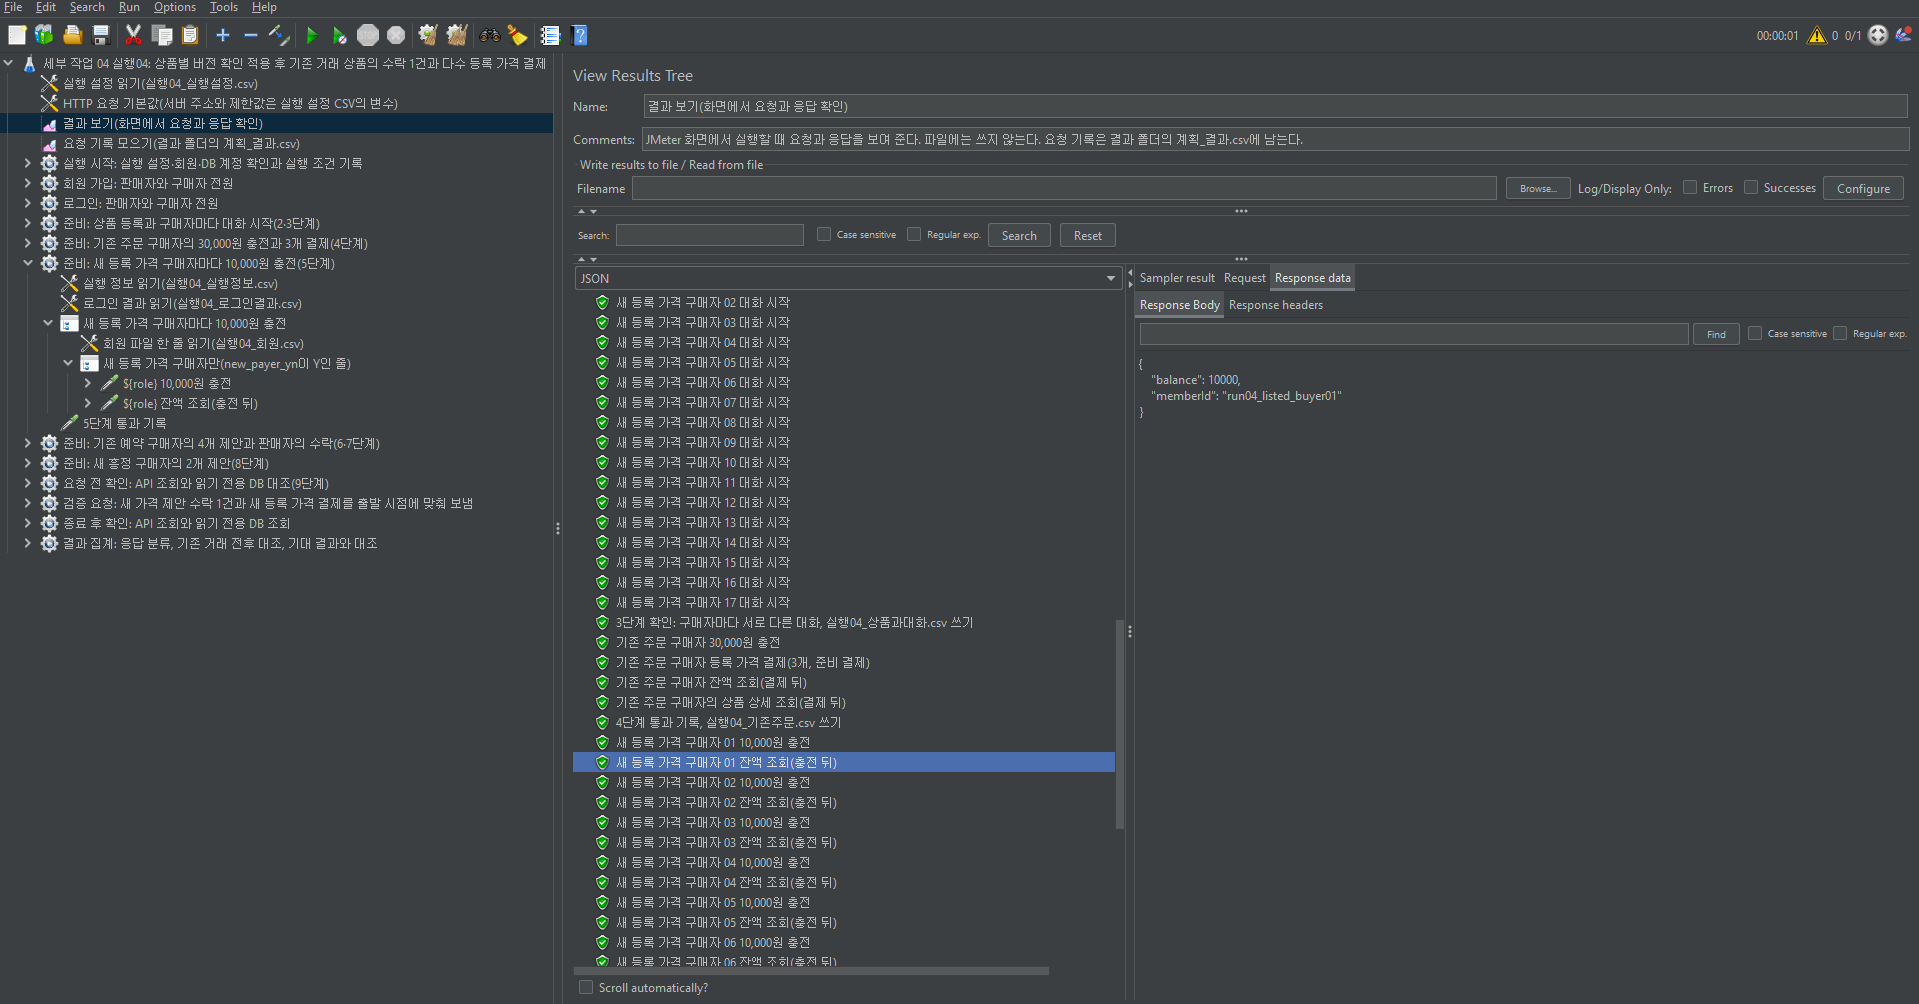 File Edit Search Run Options Tools Help
00:00:01 0 0/1
세부 작업 04 실행04: 상품별 버전 확인 적용 후 기존 거래 상품의 수락 1건과 다수 등록 가격 결제
실행 설정 읽기(실행04_실행설정.csv)
HTTP 요청 기본값(서버 주소와 제한값은 실행 설정 CSV의 변수)
결과 보기(화면에서 요청과 응답 확인)
요청 기록 모으기(결과 폴더의 계획_결과.csv)
실행 시작: 실행 설정·회원·DB 계정 확인과 실행 조건 기록
회원 가입: 판매자와 구매자 전원
로그인: 판매자와 구매자 전원
준비: 상품 등록과 구매자마다 대화 시작(2·3단계)
준비: 기존 주문 구매자의 30,000원 충전과 3개 결제(4단계)
준비: 새 등록 가격 구매자마다 10,000원 충전(5단계)
실행 정보 읽기(실행04_실행정보.csv)
로그인 결과 읽기(실행04_로그인결과.csv)
새 등록 가격 구매자마다 10,000원 충전
회원 파일 한 줄 읽기(실행04_회원.csv)
새 등록 가격 구매자만(new_payer_yn이 Y인 줄)
${role} 10,000원 충전
${role} 잔액 조회(충전 뒤)
5단계 통과 기록
준비: 기존 예약 구매자의 4개 제안과 판매자의 수락(6·7단계)
준비: 새 흥정 구매자의 2개 제안(8단계)
요청 전 확인: API 조회와 읽기 전용 DB 대조(9단계)
검증 요청: 새 가격 제안 수락 1건과 새 등록 가격 결제를 출발 시점에 맞춰 보냄
종료 후 확인: API 조회와 읽기 전용 DB 조회
결과 집계: 응답 분류, 기존 거래 전후 대조, 기대 결과와 대조
View Results Tree
Name: 결과 보기(화면에서 요청과 응답 확인)
Comments: JMeter 화면에서 실행할 때 요청과 응답을 보여 준다. 파일에는 쓰지 않는다. 요청 기록은 결과 폴더의 계획_결과.csv에 남는다.
Write results to file / Read from file
Filename Browse... Log/Display Only: Errors Successes Configure
Search: Case sensitive Regular exp. Search Reset
JSON
새 등록 가격 구매자 02 대화 시작
새 등록 가격 구매자 03 대화 시작
새 등록 가격 구매자 04 대화 시작
새 등록 가격 구매자 05 대화 시작
새 등록 가격 구매자 06 대화 시작
새 등록 가격 구매자 07 대화 시작
새 등록 가격 구매자 08 대화 시작
새 등록 가격 구매자 09 대화 시작
새 등록 가격 구매자 10 대화 시작
새 등록 가격 구매자 11 대화 시작
새 등록 가격 구매자 12 대화 시작
새 등록 가격 구매자 13 대화 시작
새 등록 가격 구매자 14 대화 시작
새 등록 가격 구매자 15 대화 시작
새 등록 가격 구매자 16 대화 시작
새 등록 가격 구매자 17 대화 시작
3단계 확인: 구매자마다 서로 다른 대화, 실행04_상품과대화.csv 쓰기
기존 주문 구매자 30,000원 충전
기존 주문 구매자 등록 가격 결제(3개, 준비 결제)
기존 주문 구매자 잔액 조회(결제 뒤)
기존 주문 구매자의 상품 상세 조회(결제 뒤)
4단계 통과 기록, 실행04_기존주문.csv 쓰기
새 등록 가격 구매자 01 10,000원 충전
새 등록 가격 구매자 01 잔액 조회(충전 뒤)
새 등록 가격 구매자 02 10,000원 충전
새 등록 가격 구매자 02 잔액 조회(충전 뒤)
새 등록 가격 구매자 03 10,000원 충전
새 등록 가격 구매자 03 잔액 조회(충전 뒤)
새 등록 가격 구매자 04 10,000원 충전
새 등록 가격 구매자 04 잔액 조회(충전 뒤)
새 등록 가격 구매자 05 10,000원 충전
새 등록 가격 구매자 05 잔액 조회(충전 뒤)
새 등록 가격 구매자 06 10,000원 충전
새 등록 가격 구매자 06 잔액 조회(충전 뒤)
Scroll automatically?
Sampler result Request Response data
Response Body Response headers
Find Case sensitive Regular exp.
{
"balance": 10000,
"memberId": "run04_listed_buyer01"
}